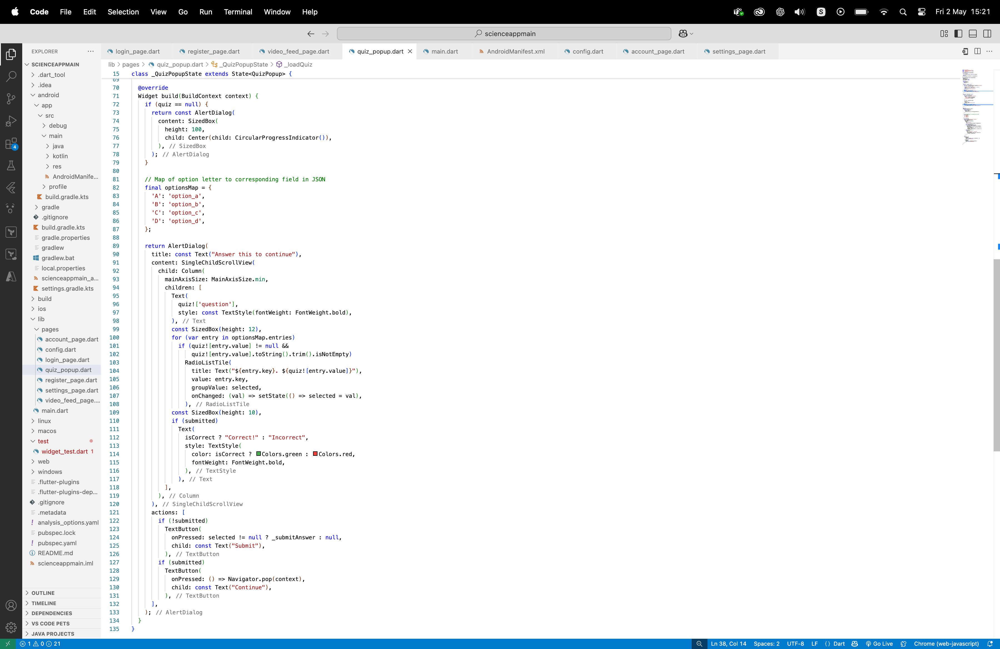 Code File Edit Selection View Go Run Terminal Window Help
S
Fri 2 May 15:21
scienceappmain
EXPLORER
SCIENCEAPPMAIN
.dart_tool
.idea
android
app
src
debug
main
java
kotlin
res
AndroidManife...
profile
build.gradle.kts
gradle
.gitignore
build.gradle.kts
gradle.properties
gradlew
gradlew.bat
local.properties
scienceappmain_a...
settings.gradle.kts
build
ios
lib
pages
account_page.dart
config.dart
login_page.dart
quiz_popup.dart
register_page.dart
settings_page.dart
video_feed_page....
main.dart
linux
macos
test
widget_test.dart 1
web
windows
.flutter-plugins
.flutter-plugins-dep...
.gitignore
.metadata
analysis_options.yaml
pubspec.lock
pubspec.yaml
README.md
scienceappmain.iml
OUTLINE
TIMELINE
DEPENDENCIES
VS CODE PETS
JAVA PROJECTS
4
login_page.dart register_page.dart video_feed_page.dart quiz_popup.dart main.dart AndroidManifest.xml config.dart account_page.dart settings_page.dart
lib > pages > quiz_popup.dart > _QuizPopupState > _loadQuiz
15 class _QuizPopupState extends State<QuizPopup> {
69
70 @override
71 Widget build(BuildContext context) {
72 if (quiz == null) {
73 return const AlertDialog(
74 content: SizedBox(
75 height: 100,
76 child: Center(child: CircularProgressIndicator()),
77 ), // SizedBox
78 ); // AlertDialog
79 }
80
81 // Map of option letter to corresponding field in JSON
82 final optionsMap = {
83 'A': 'option_a',
84 'B': 'option_b',
85 'C': 'option_c',
86 'D': 'option_d',
87 };
88
89 return AlertDialog(
90 title: const Text("Answer this to continue"),
91 content: SingleChildScrollView(
92 child: Column(
93 mainAxisSize: MainAxisSize.min,
94 children: [
95 Text(
96 quiz!['question'],
97 style: const TextStyle(fontWeight: FontWeight.bold),
98 ), // Text
99 const SizedBox(height: 12),
100 for (var entry in optionsMap.entries)
101 if (quiz![entry.value] != null &&
102 quiz![entry.value].toString().trim().isNotEmpty)
103 RadioListTile(
104 title: Text("${entry.key}. ${quiz![entry.value]}"),
105 value: entry.key,
106 groupValue: selected,
107 onChanged: (val) => setState(() => selected = val),
108 ), // RadioListTile
109 const SizedBox(height: 10),
110 if (submitted)
111 Text(
112 isCorrect ? "Correct!" : "Incorrect",
113 style: TextStyle(
114 color: isCorrect ? Colors.green : Colors.red,
115 fontWeight: FontWeight.bold,
116 ), // TextStyle
117 ), // Text
118 ],
119 ), // Column
120 ), // SingleChildScrollView
121 actions: [
122 if (!submitted)
123 TextButton(
124 onPressed: selected != null ? _submitAnswer : null,
125 child: const Text("Submit"),
126 ), // TextButton
127 if (submitted)
128 TextButton(
129 onPressed: () => Navigator.pop(context),
130 child: const Text("Continue"),
131 ), // TextButton
132 ],
133 ); // AlertDialog
134 }
135 }
1 0 21
Ln 38, Col 14 Spaces: 2 UTF-8 LF {} Dart Go Live Chrome (web-javascript)